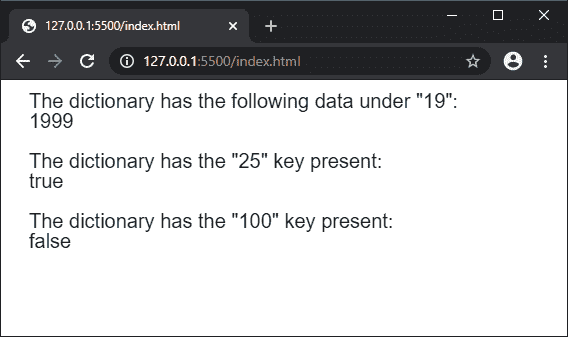 127.0.0.1:5500/index.html
127.0.0.1:5500/index.html
The dictionary has the following data under "19":
1999
The dictionary has the "25" key present:
true
The dictionary has the "100" key present:
false